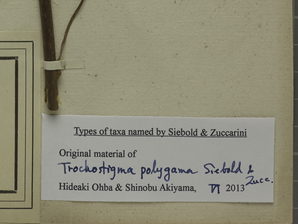 Types of taxa named by Siebold & Zuccarini
Original material of
Trochostigma polygama Siebold & Zucc.
Hideaki Ohba & Shinobu Akiyama, VI 2013